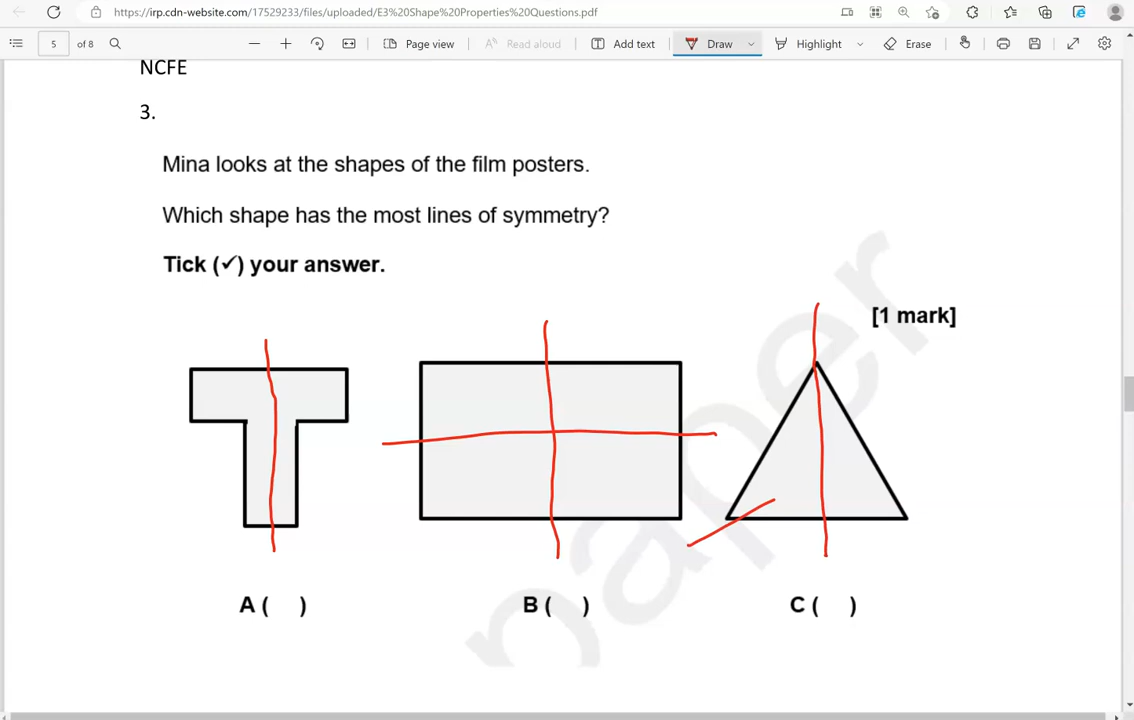 https://irp.cdn-website.com/17529233/files/uploaded/E3%20Shape%20Properties%20Questions.pdf
5 of 8
Page view
Read aloud
Add text
Draw
Highlight
Erase
NCFE
3.
Mina looks at the shapes of the film posters.
Which shape has the most lines of symmetry?
Tick (✓) your answer.
[1 mark]
A ( ) B ( ) C ( )